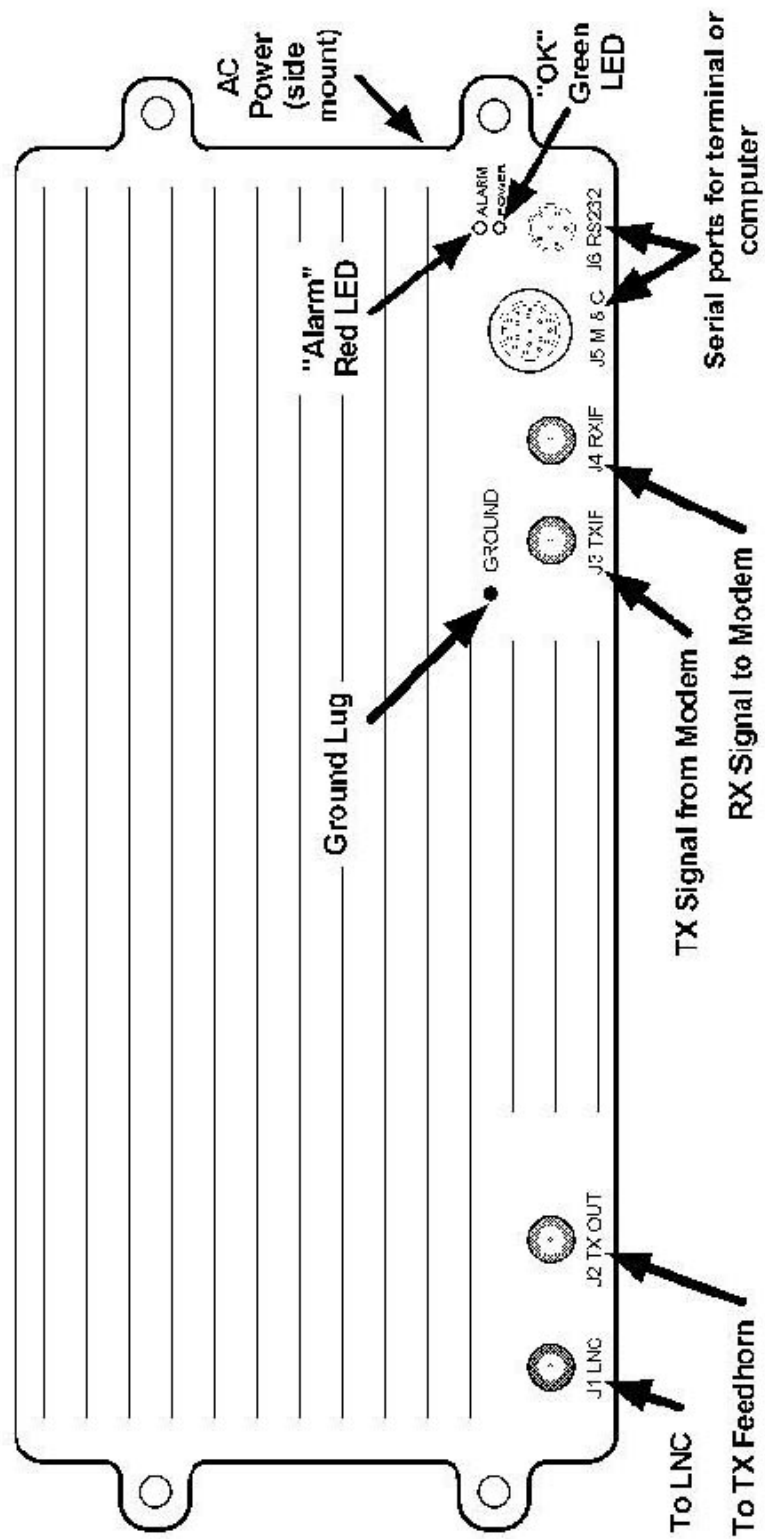 AC
Power
(side
mount)
"Alarm"
Red LED
"OK"
Green
LED
Ground Lug
GROUND
ALARM
POWER
J1 LNC
J2 TX OUT
J3 TXIF
J4 RXIF
J5 M & C
J6 RS232
To LNC
To TX Feedhorn
TX Signal from Modem
RX Signal to Modem
Serial ports for terminal or
computer